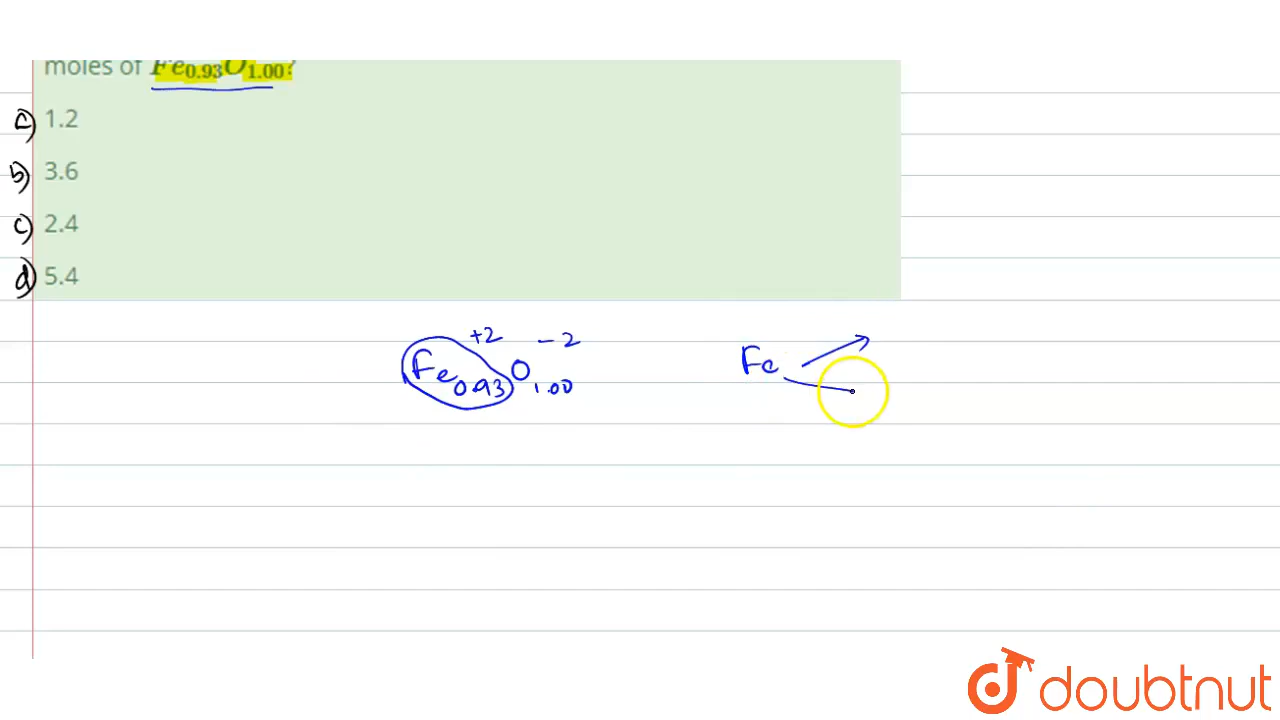 moles of Fe0.93O1.00?
a) 1.2
b) 3.6
c) 2.4
d) 5.4
+2 -2
Fe0.93O1.00 Fe
doubtnut